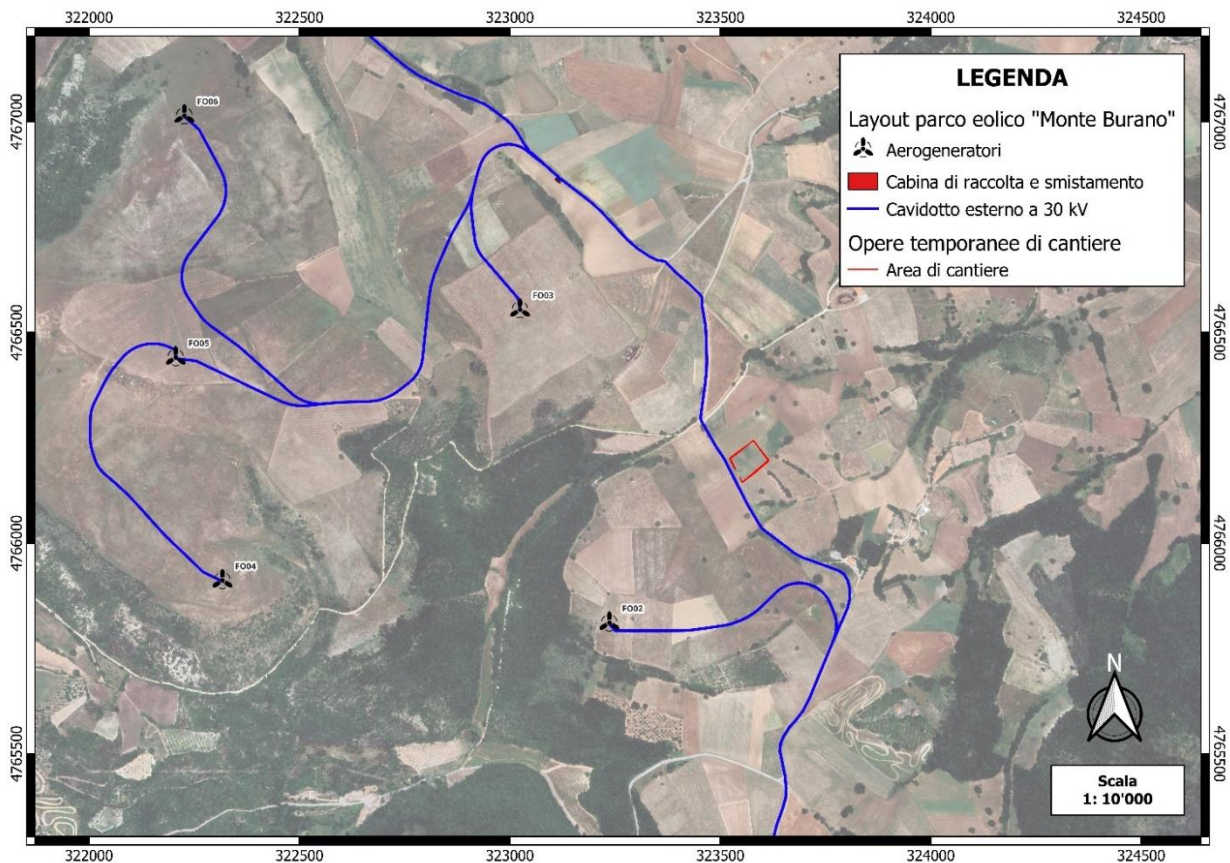 322000 322500 323000 323500 324000 324500
LEGENDA
Layout parco eolico "Monte Burano"
Aerogeneratori
Cabina di raccolta e smistamento
Cavidotto esterno a 30 kV
Opere temporanee di cantiere
Area di cantiere
4767000
4767000
FO06
FO03
4766500
4766500
FO05
4766000
4766000
FO04
FO02
N
4765500
4765500
Scala
1: 10'000
322000 322500 323000 323500 324000 324500